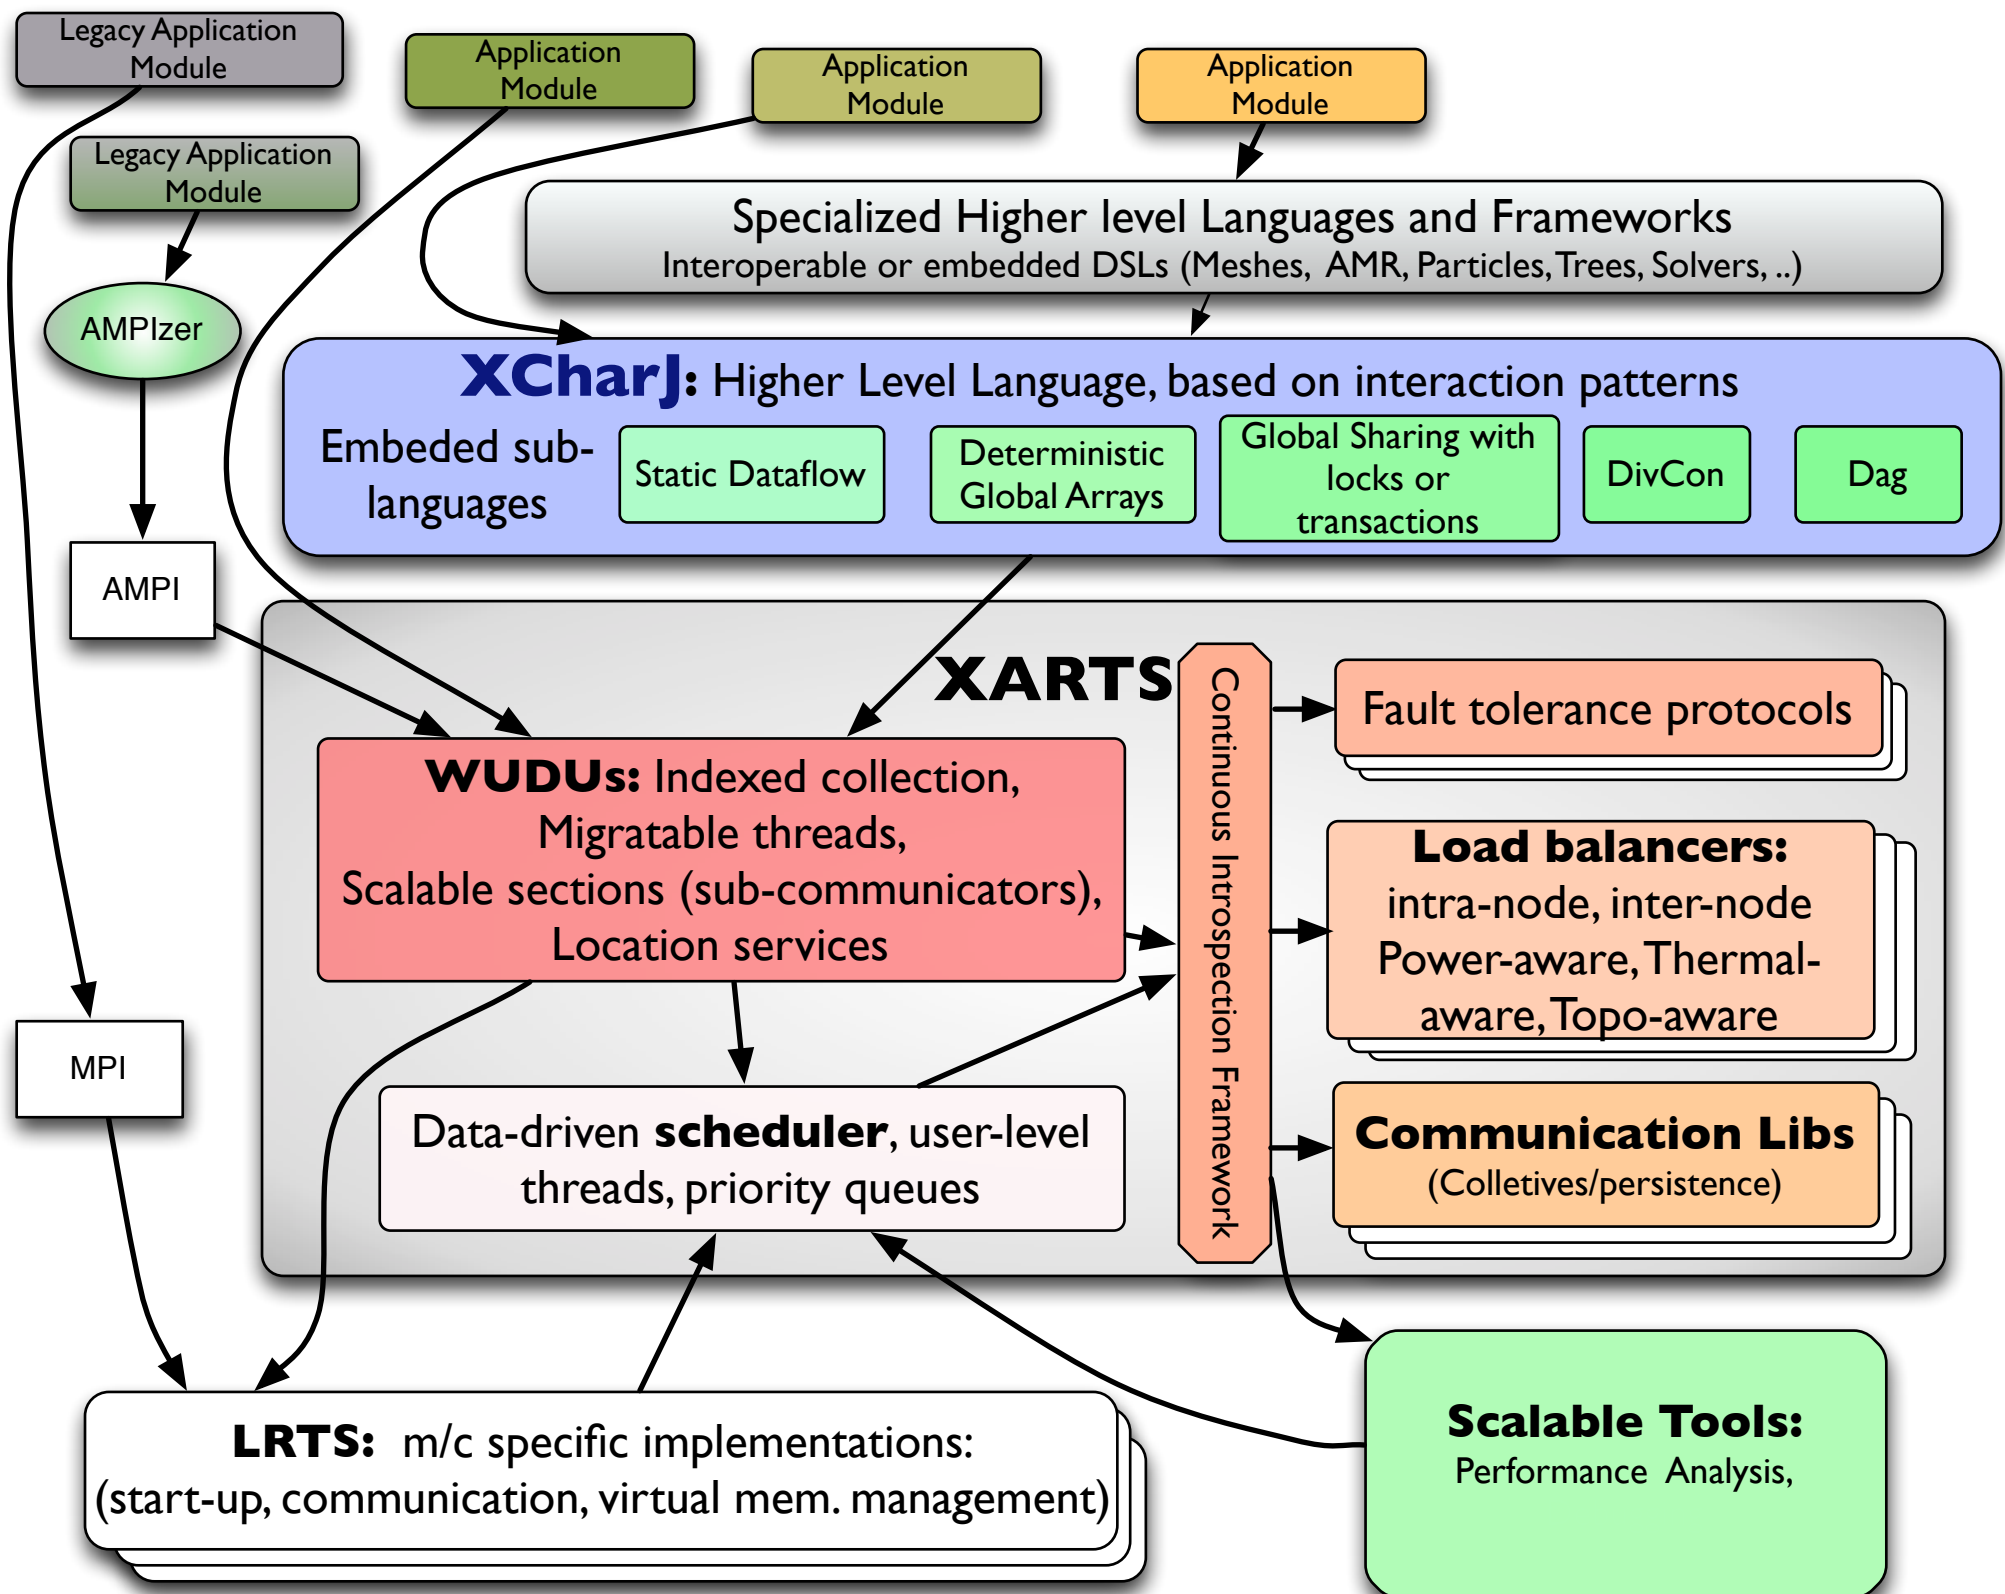 Legacy Application
Module
Application
Module
Application
Module
Application
Module
Legacy Application
Module
Specialized Higher level Languages and Frameworks
Interoperable or embedded DSLs (Meshes, AMR, Particles, Trees, Solvers, ..)
AMPIzer
XCharJ: Higher Level Language, based on interaction patterns
Embeded sub-
languages
Static Dataflow
Deterministic
Global Arrays
Global Sharing with
locks or
transactions
DivCon
Dag
AMPI
XARTS
Continuous Introspection Framework
Fault tolerance protocols
WUDUs: Indexed collection,
Migratable threads,
Scalable sections (sub-communicators),
Location services
Load balancers:
intra-node, inter-node
Power-aware, Thermal-
aware, Topo-aware
MPI
Data-driven scheduler, user-level
threads, priority queues
Communication Libs
(Colletives/persistence)
LRTS: m/c specific implementations:
(start-up, communication, virtual mem. management)
Scalable Tools:
Performance Analysis,